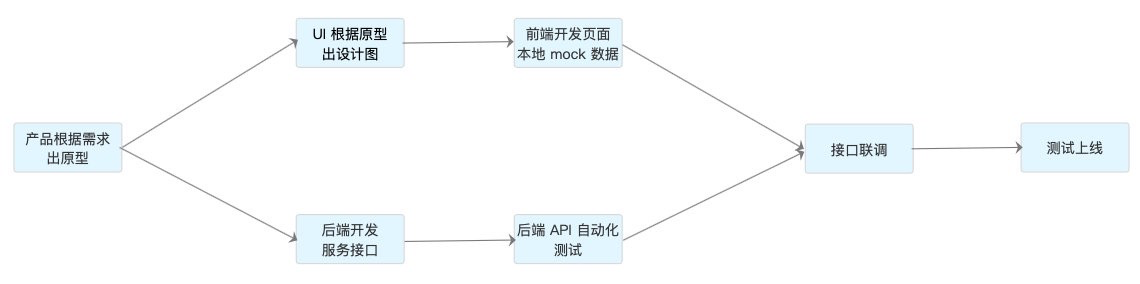 UI 根据原型
出设计图
前端开发页面
本地 mock 数据
产品根据需求
出原型
接口联调
测试上线
后端开发
服务接口
后端 API 自动化
测试